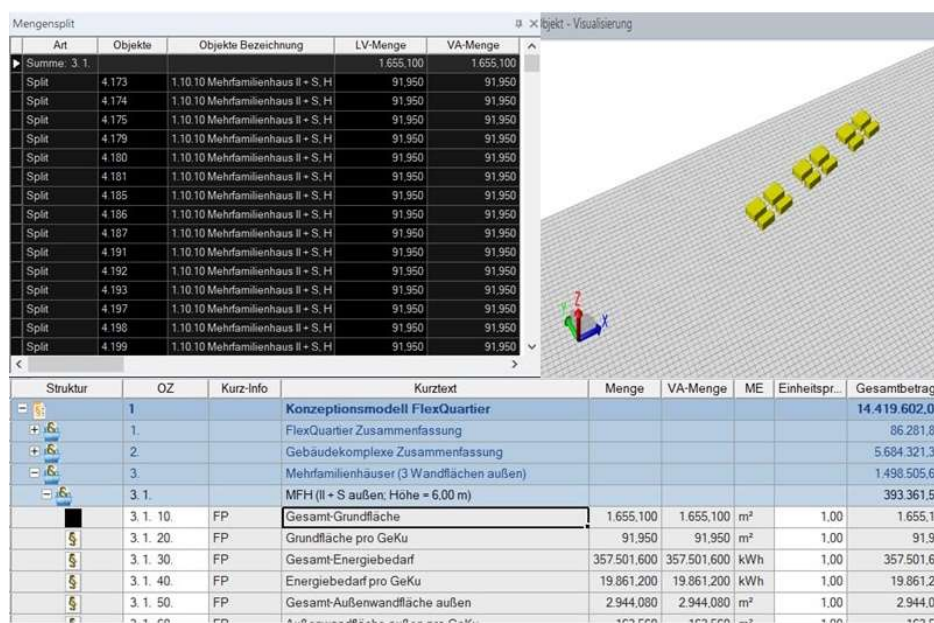 Mengensplit
Objekt - Visualisierung
Art Objekte Objekte Bezeichnung LV-Menge VA-Menge
Summe: 3. 1. 1.655,100 1.655,100
Split 4.173 1.10.10 Mehrfamilienhaus II + S, H 91,950 91,950
Split 4.174 1.10.10 Mehrfamilienhaus II + S, H 91,950 91,950
Split 4.175 1.10.10 Mehrfamilienhaus II + S, H 91,950 91,950
Split 4.179 1.10.10 Mehrfamilienhaus II + S, H 91,950 91,950
Split 4.180 1.10.10 Mehrfamilienhaus II + S, H 91,950 91,950
Split 4.181 1.10.10 Mehrfamilienhaus II + S, H 91,950 91,950
Split 4.185 1.10.10 Mehrfamilienhaus II + S, H 91,950 91,950
Split 4.186 1.10.10 Mehrfamilienhaus II + S, H 91,950 91,950
Split 4.187 1.10.10 Mehrfamilienhaus II + S, H 91,950 91,950
Split 4.191 1.10.10 Mehrfamilienhaus II + S, H 91,950 91,950
Split 4.192 1.10.10 Mehrfamilienhaus II + S, H 91,950 91,950
Split 4.193 1.10.10 Mehrfamilienhaus II + S, H 91,950 91,950
Split 4.197 1.10.10 Mehrfamilienhaus II + S, H 91,950 91,950
Split 4.198 1.10.10 Mehrfamilienhaus II + S, H 91,950 91,950
Split 4.199 1.10.10 Mehrfamilienhaus II + S, H 91,950 91,950
Z
Y
X
Struktur OZ Kurz-Info Kurztext Menge VA-Menge ME Einheitspr... Gesamtbetrag
1 Konzeptionsmodell FlexQuartier 14.419.602,0
1. FlexQuartier Zusammenfassung 86.281,8
2. Gebäudekomplexe Zusammenfassung 5.684.321,3
3. Mehrfamilienhäuser (3 Wandflächen außen) 1.498.505,6
3. 1. MFH (II + S außen; Höhe = 6,00 m) 393.361,5
3. 1. 10. FP Gesamt-Grundfläche 1.655,100 1.655,100 m² 1,00 1.655,1
§ 3. 1. 20. FP Grundfläche pro GeKu 91,950 91,950 m² 1,00 91,9
§ 3. 1. 30. FP Gesamt-Energiebedarf 357.501,600 357.501,600 kWh 1,00 357.501,6
§ 3. 1. 40. FP Energiebedarf pro GeKu 19.861,200 19.861,200 kWh 1,00 19.861,2
§ 3. 1. 50. FP Gesamt-Außenwandfläche außen 2.944,080 2.944,080 m² 1,00 2.944,0